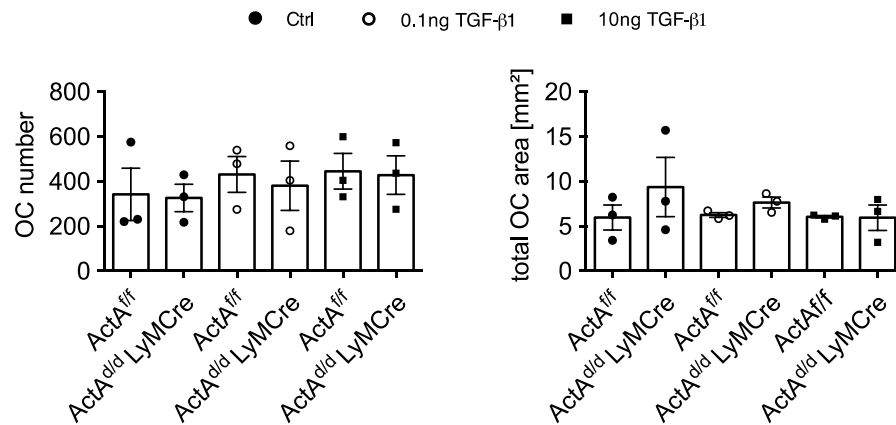 Ctrl 0.1ng TGF-β1 10ng TGF-β1
OC number
800
600
400
200
0
ActA^f/f
ActA^d/d LyMCre
ActA^f/f
ActA^d/d LyMCre
ActA^f/f
ActA^d/d LyMCre
total OC area [mm²]
20
15
10
5
0
ActA^f/f
ActA^d/d LyMCre
ActA^f/f
ActA^d/d LyMCre
ActAf/f
ActA^d/d LyMCre